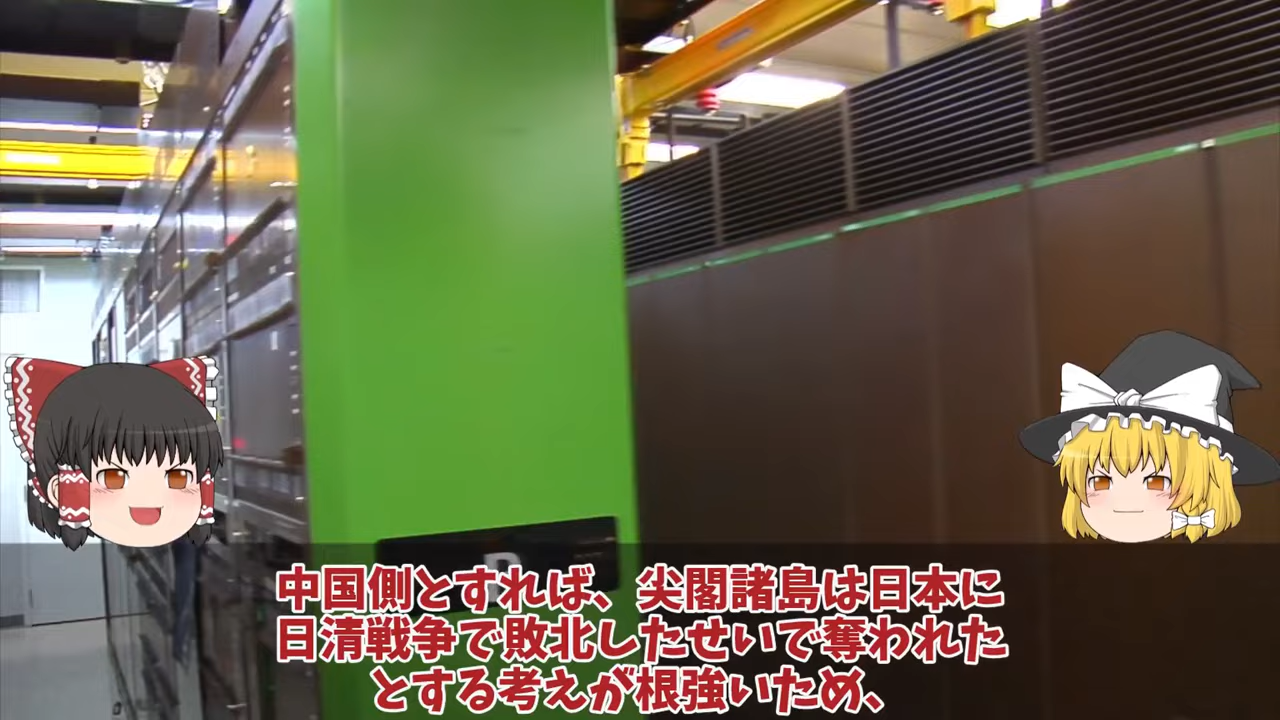 中国側とすれば、尖閣諸島は日本に
日清戦争で敗北したせいで奪われた
とする考えが根強いため、